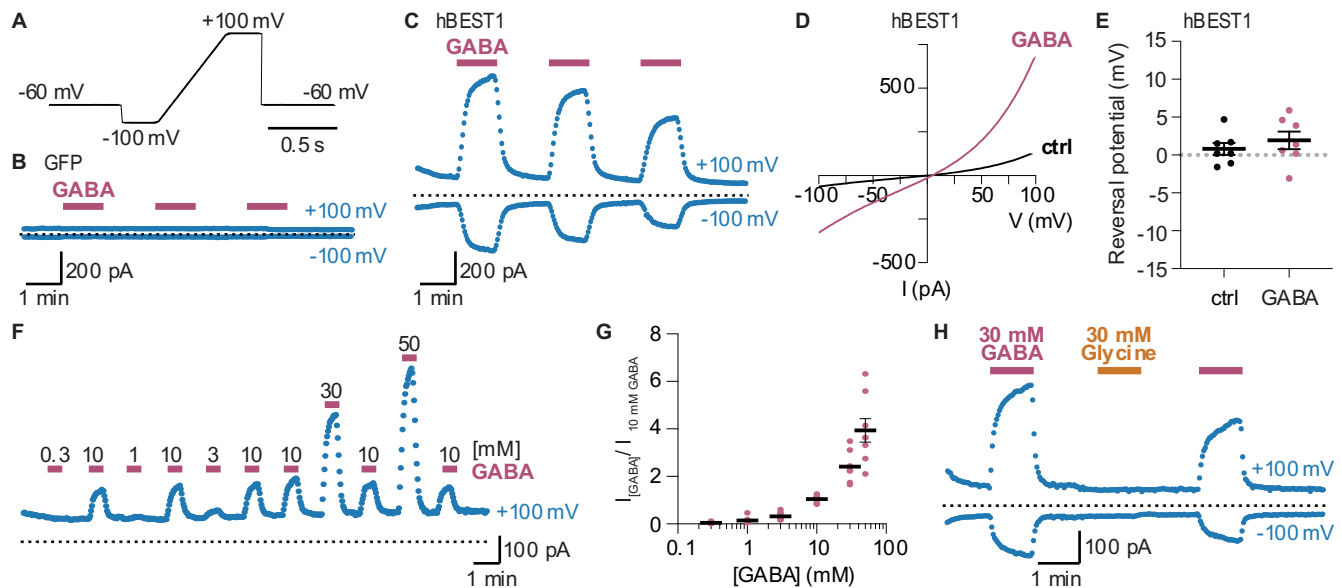 A
+100 mV
-60 mV
-60 mV
-100 mV
0.5 s
B
GFP
GABA
+100 mV
-100 mV
200 pA
1 min
C
hBEST1
GABA
+100 mV
-100 mV
200 pA
1 min
D
GABA
500
ctrl
-100
-50
50
100
V (mV)
-500
I (pA)
E
hBEST1
Reversal potential (mV)
15
10
5
0
-5
-10
-15
ctrl
GABA
F
50
30
0.3
10
1
10
3
10
10
10
10
[mM]
GABA
+100 mV
100 pA
1 min
G
I [GABA] / I 10 mM GABA
8
6
4
2
0
0.1
1
10
100
[GABA] (mM)
H
30 mM
GABA
30 mM
Glycine
+100 mV
-100 mV
100 pA
1 min